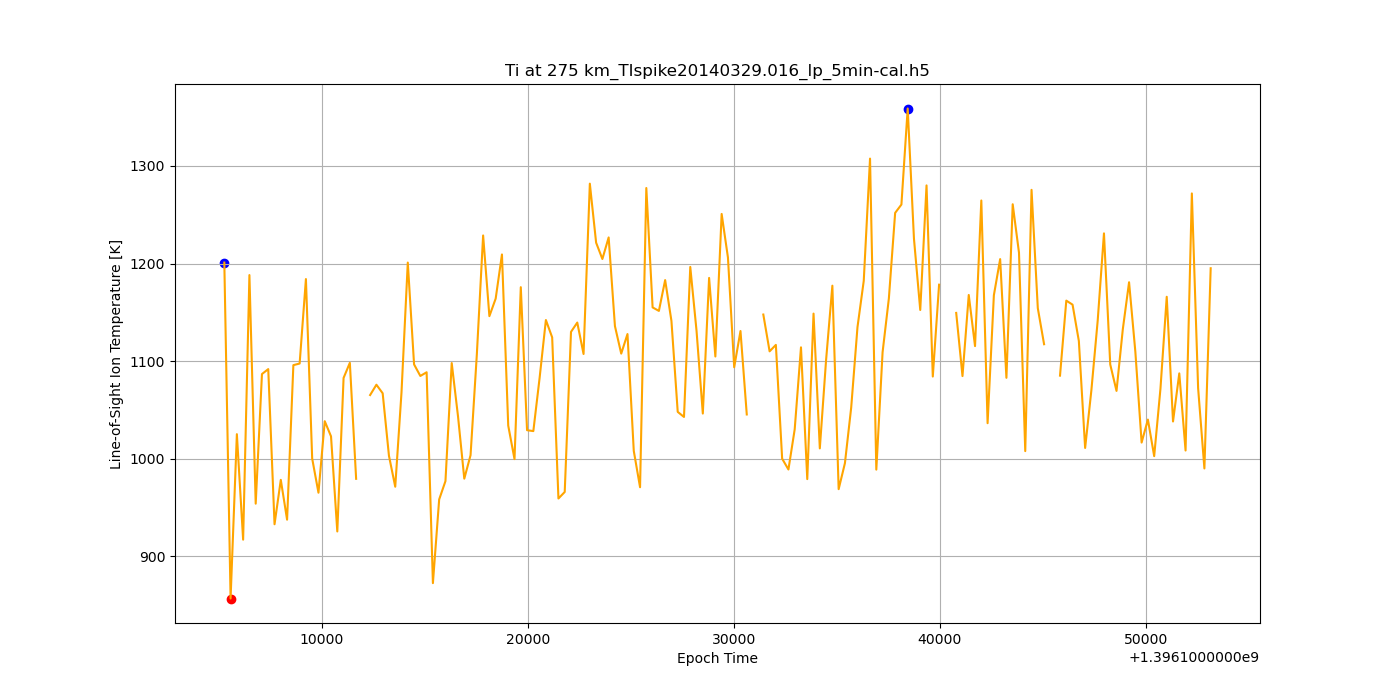 Ti at 275 km_TIspike20140329.016_lp_5min-cal.h5
Line-of-Sight Ion Temperature [K]
1300
1200
1100
1000
900
10000 20000 30000 40000 50000
Epoch Time
+1.3961000000e9